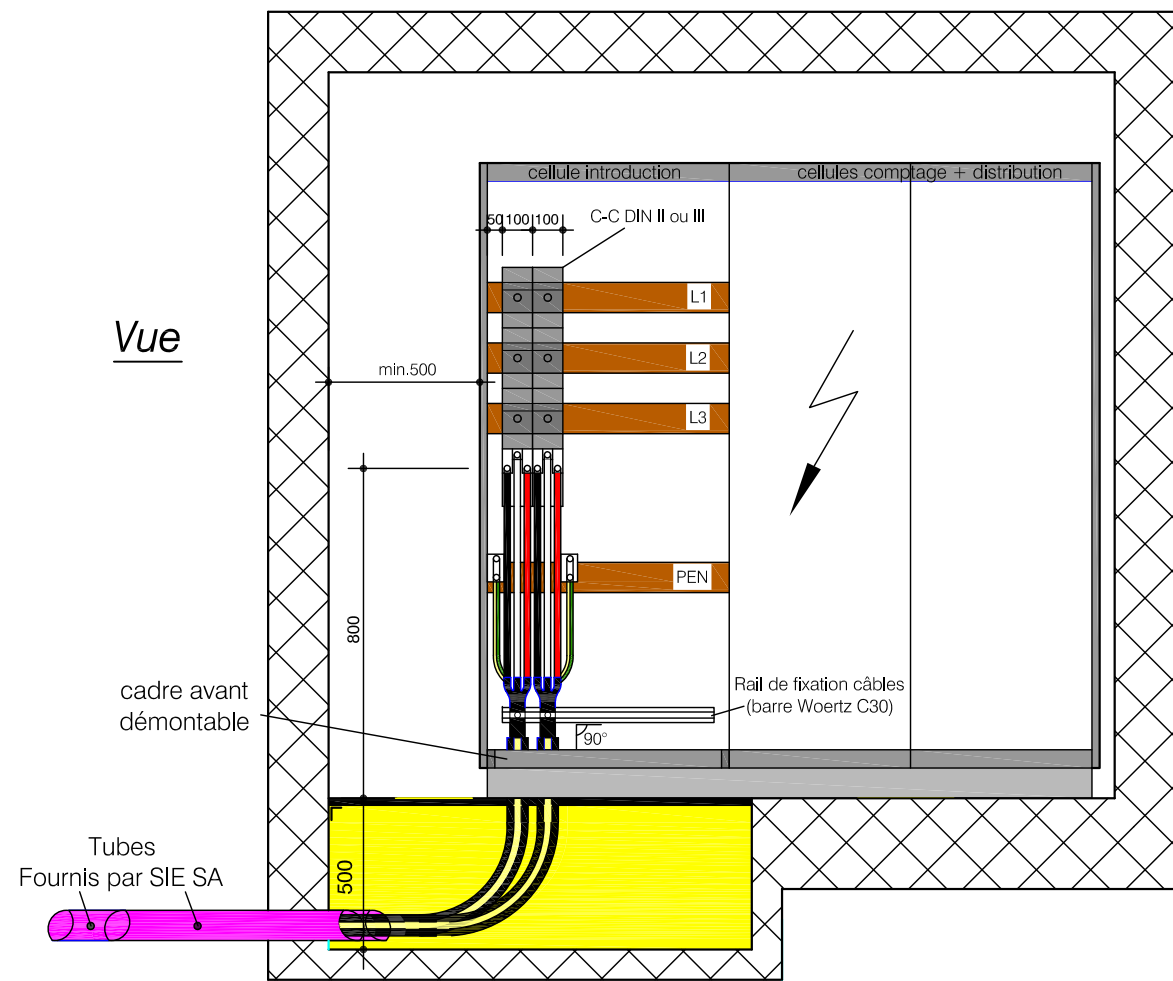 cellule introduction
cellules comptage + distribution
50 100 100
C-C DIN II ou III
L1
Vue
L2
min.500
L3
PEN
800
cadre avant
démontable
Rail de fixation câbles
(barre Woertz C30)
90°
Tubes
Fournis par SIE SA
500